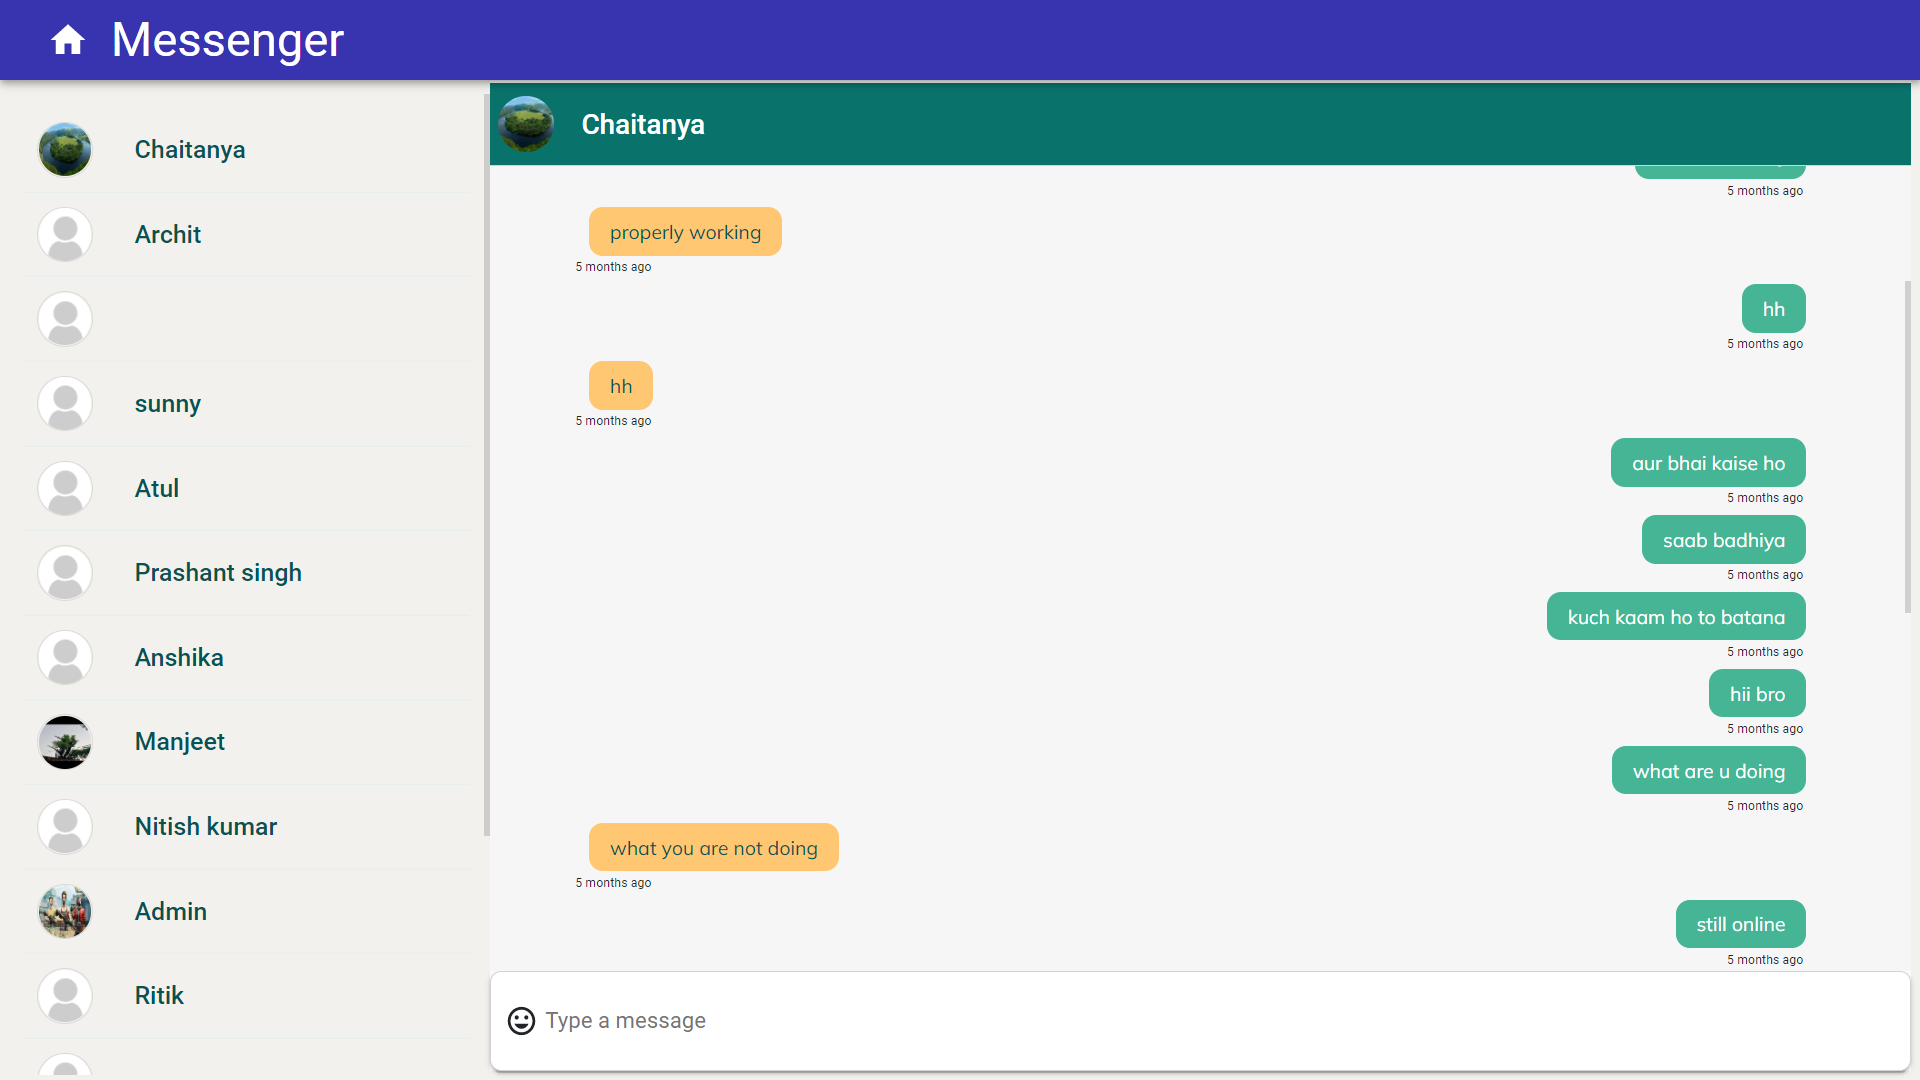 Messenger
Chaitanya
Archit
sunny
Atul
Prashant singh
Anshika
Manjeet
Nitish kumar
Admin
Ritik
Chaitanya
5 months ago
properly working
5 months ago
hh
5 months ago
hh
5 months ago
aur bhai kaise ho
5 months ago
saab badhiya
5 months ago
kuch kaam ho to batana
5 months ago
hii bro
5 months ago
what are u doing
5 months ago
what you are not doing
5 months ago
still online
5 months ago
Type a message